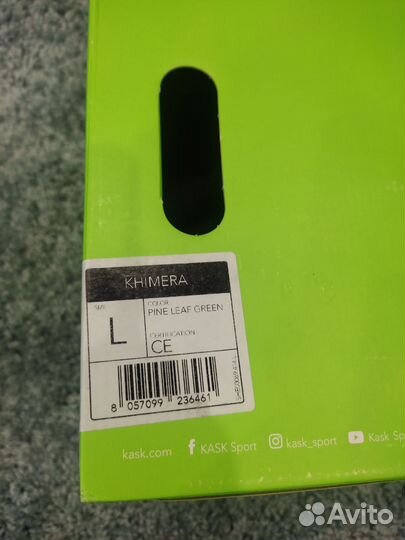 KHIMERA
SIZE
L
COLOR
PINE LEAF GREEN
CERTIFICATION
CE
8 057099 236461
kask.com KASK Sport kask_sport Kask Sp
Avito